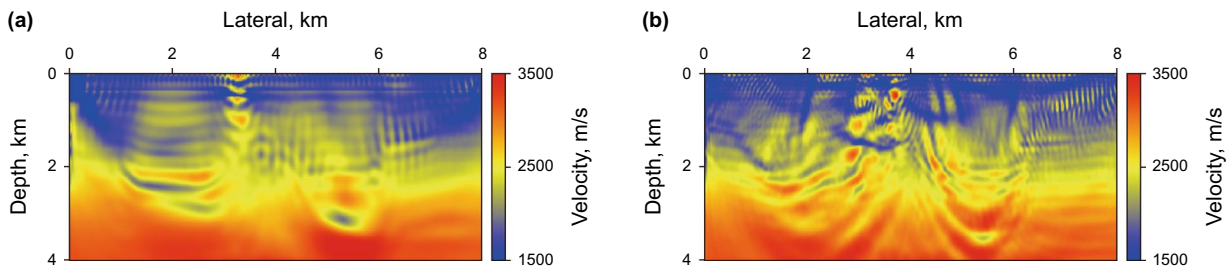 (a)
Lateral, km
0 2 4 6 8
0
2
4
Depth, km
3500
2500
1500
Velocity, m/s
(b)
Lateral, km
0 2 4 6 8
0
2
4
Depth, km
3500
2500
1500
Velocity, m/s